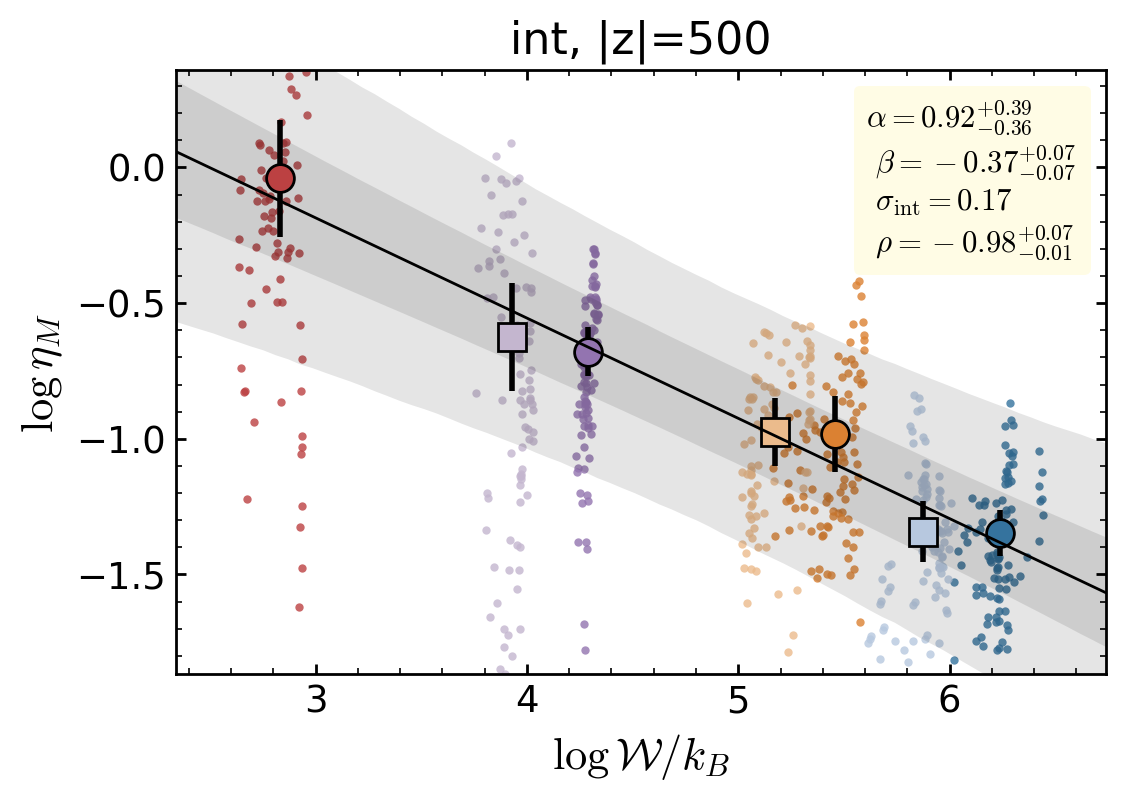 int, |z|=500
α = 0.92^{+0.39}_{-0.36}
β = −0.37^{+0.07}_{-0.07}
σ_{int} = 0.17
ρ = −0.98^{+0.07}_{-0.01}
log η_M
0.0
−0.5
−1.0
−1.5
3 4 5 6
log 𝒲/k_B